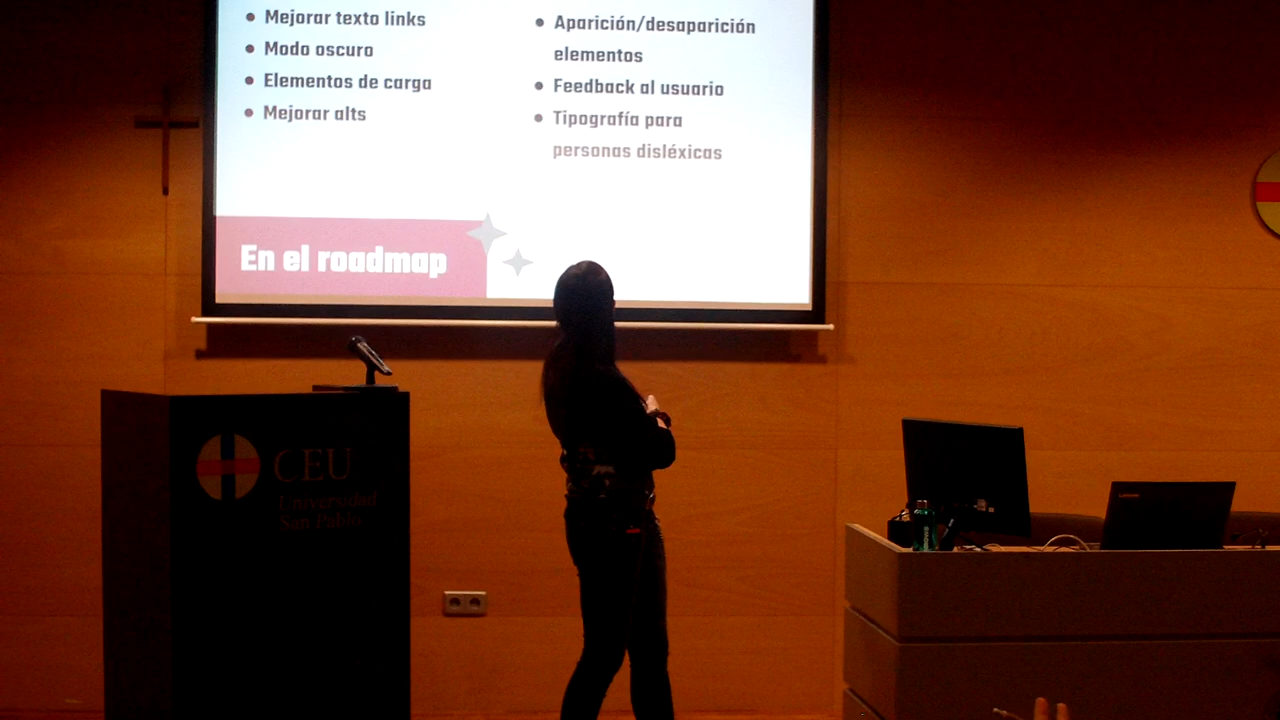 Mejorar texto links
Modo oscuro
Elementos de carga
Mejorar alts
Aparición/desaparición
elementos
Feedback al usuario
Tipografía para
personas disléxicas
En el roadmap
CEU
Universidad
San Pablo
Lenovo